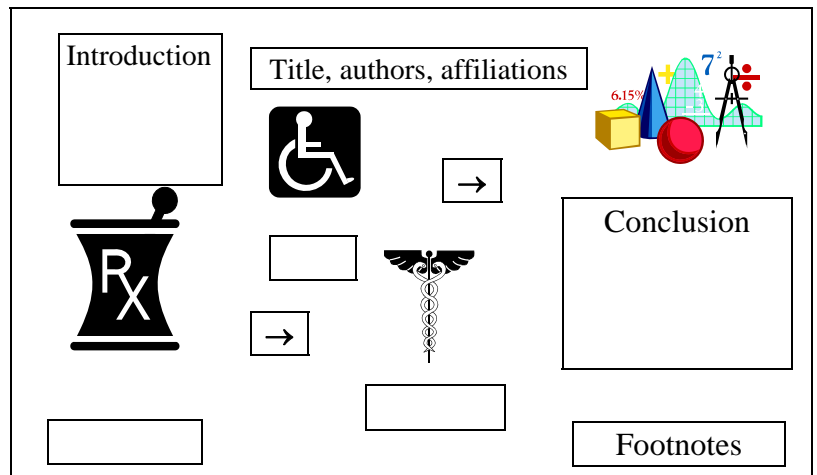 Introduction
Title, authors, affiliations
7²
6.15%
→
Conclusion
RX
→
Footnotes